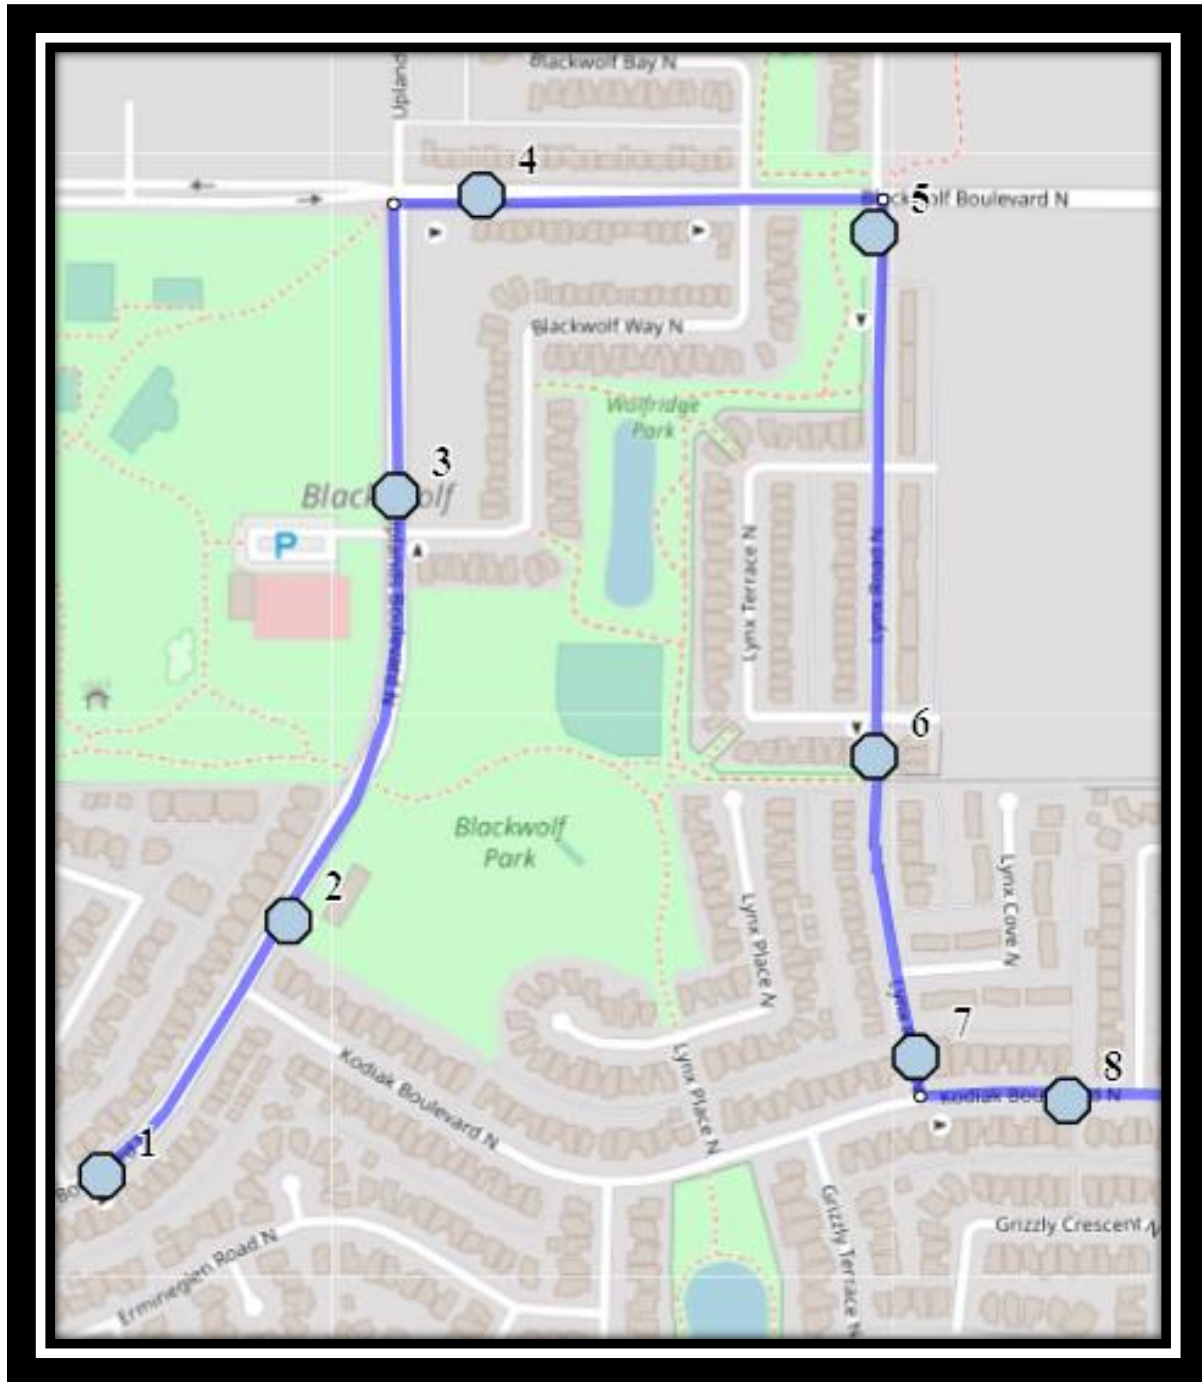 Blackwolf Bay N
Upland
4
5
Blackwolf Boulevard N
Blackwolf Way N
Wolfridge
Park
3
Blackwolf
P
Lynx Terrace N
Lynx Road N
6
Blackwolf
Park
2
Lynx Place N
Lynx Cove N
7
Kodiak Boulevard N
Lynx Place N
8
Kodiak Boulevard N
1
Grizzly Terrace N
Grizzly Crescent N
Erminegien Road N